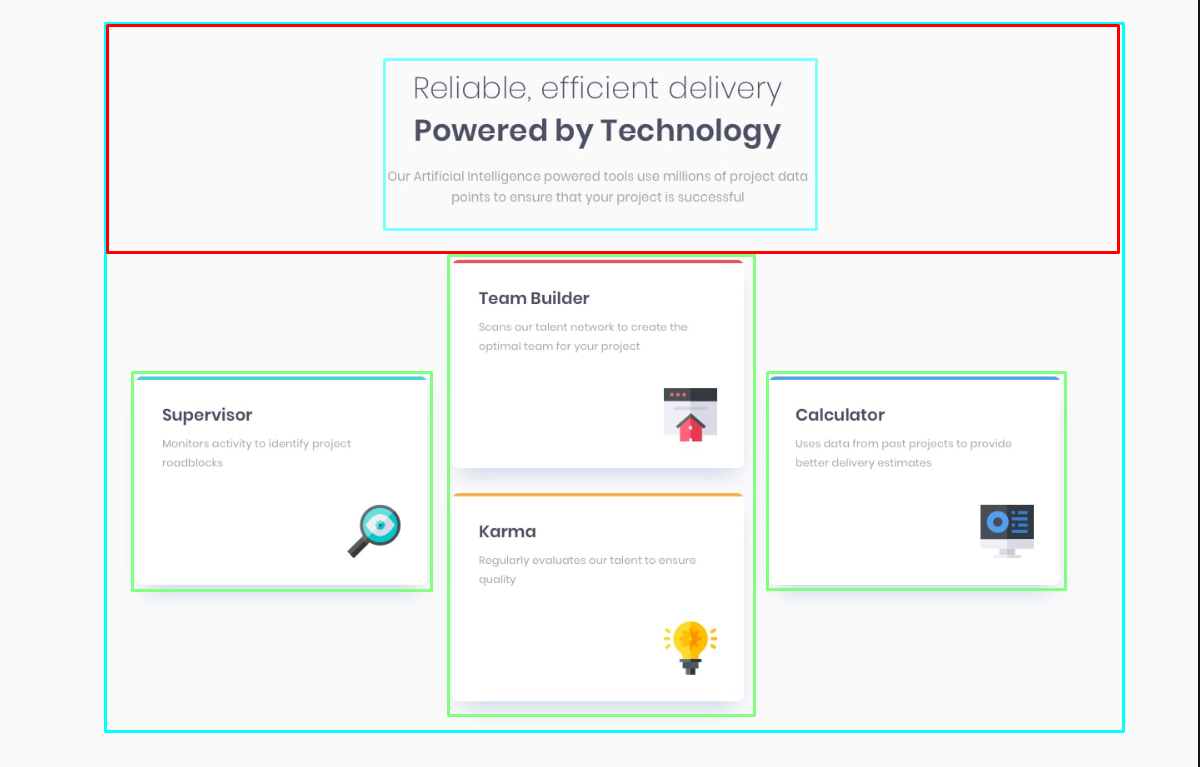 Reliable, efficient delivery
Powered by Technology
Our Artificial Intelligence powered tools use millions of project data
points to ensure that your project is successful
Supervisor
Monitors activity to identify project
roadblocks
Team Builder
Scans our talent network to create the
optimal team for your project
Karma
Regularly evaluates our talent to ensure
quality
Calculator
Uses data from past projects to provide
better delivery estimates